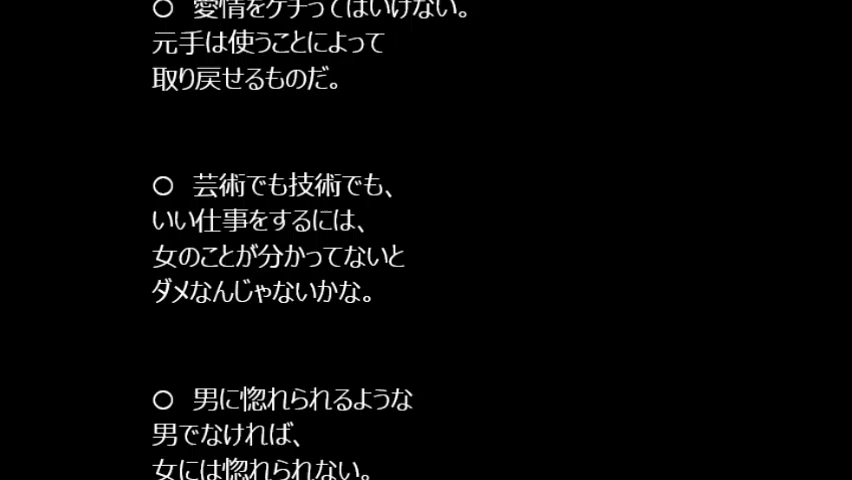 ○ 愛情をケチってはいけない。
元手は使うことによって
取り戻せるものだ。
○ 芸術でも技術でも、
いい仕事をするには、
女のことが分かってないと
ダメなんじゃないかな。
○ 男に惚れられるような
男でなければ、
女には惚れられない。